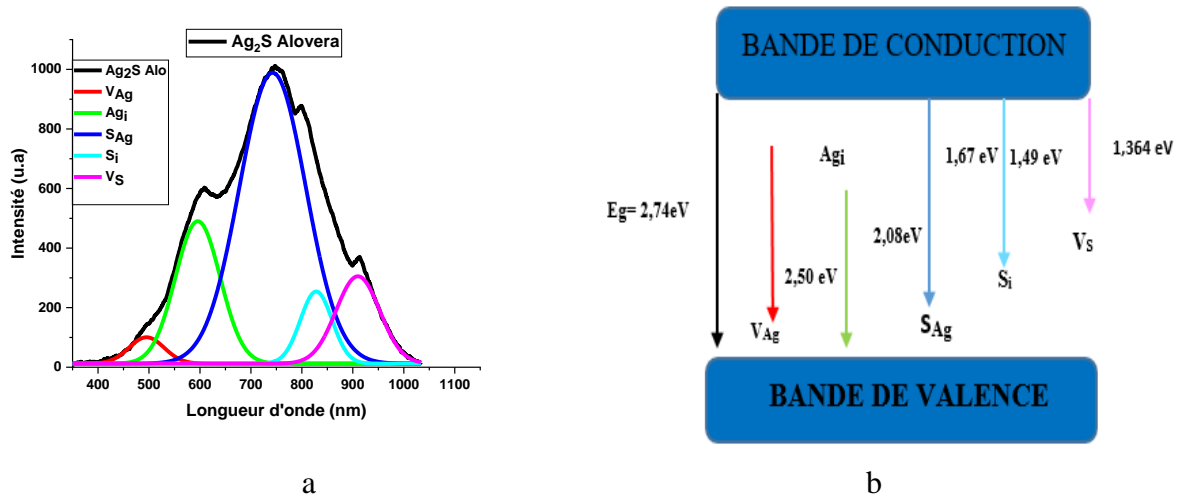 Ag2S Alovera
Ag2S Alo
VAg
Agi
SAg
Si
VS
Intensité (u.a)
1000
800
600
400
200
0
400 500 600 700 800 900 1000 1100
Longueur d'onde (nm)
a
BANDE DE CONDUCTION
Eg= 2,74eV
VAg
2,50 eV
Agi
2,08eV
SAg
1,67 eV
Si
1,49 eV
VS
1,364 eV
BANDE DE VALENCE
b